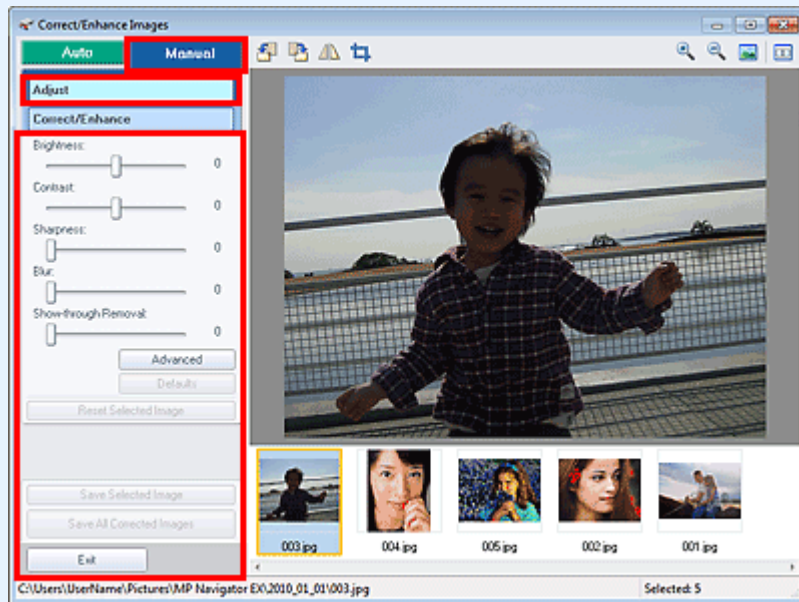 Correct/Enhance Images
Auto Manual
Adjust
Correct/Enhance
Brightness:
0
Contrast:
0
Sharpness:
0
Blur:
0
Show-through Removal:
0
Advanced
Defaults
Reset Selected Image
Save Selected Image
Save All Corrected Images
Exit
003.jpg 004.jpg 005.jpg 002.jpg 001.jpg
C:\Users\UserName\Pictures\MP Navigator EX\2010_01_01\003.jpg Selected: 5